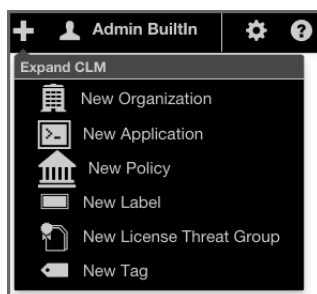 Admin BuiltIn
Expand CLM
New Organization
New Application
New Policy
New Label
New License Threat Group
New Tag